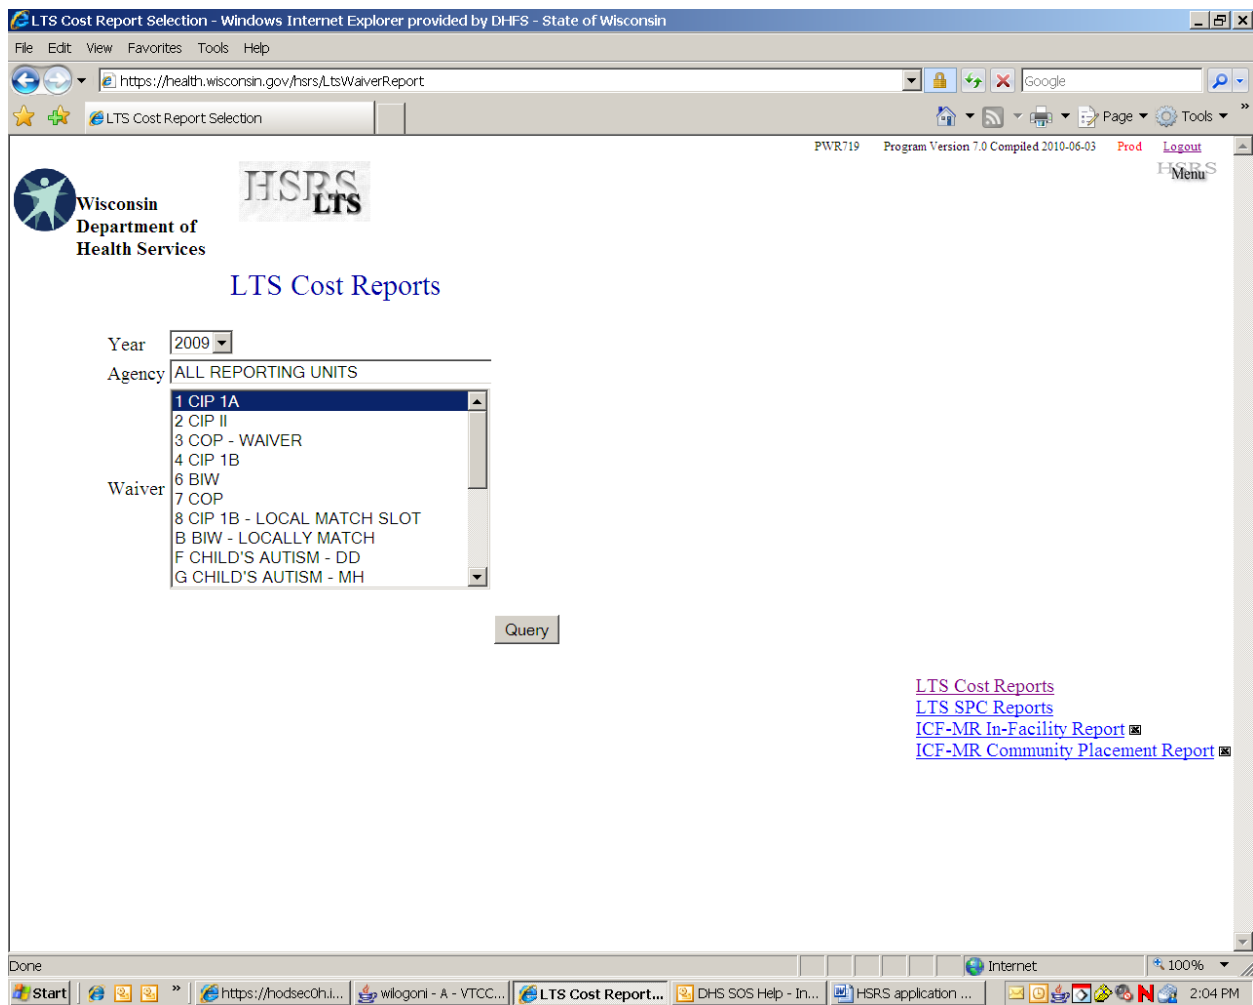 LTS Cost Report Selection - Windows Internet Explorer provided by DHFS - State of Wisconsin
File Edit View Favorites Tools Help
https://health.wisconsin.gov/hsrs/LtsWaiverReport
Google
LTS Cost Report Selection
Page
Tools
»
PWR719 Program Version 7.0 Compiled 2010-06-03 Prod Logout
HSRS
Menu
HSRS
LTS
Wisconsin
Department of
Health Services
LTS Cost Reports
Year 2009
Agency ALL REPORTING UNITS
Waiver
1 CIP 1A
2 CIP II
3 COP - WAIVER
4 CIP 1B
6 BIW
7 COP
8 CIP 1B - LOCAL MATCH SLOT
B BIW - LOCALLY MATCH
F CHILD'S AUTISM - DD
G CHILD'S AUTISM - MH
Query
LTS Cost Reports
LTS SPC Reports
ICF-MR In-Facility Report
ICF-MR Community Placement Report
Done
Internet
100%
Start » https://hodsec0h.i... wilogoni - A - VTCC... LTS Cost Report... DHS SOS Help - In... HSRS application ... 2:04 PM